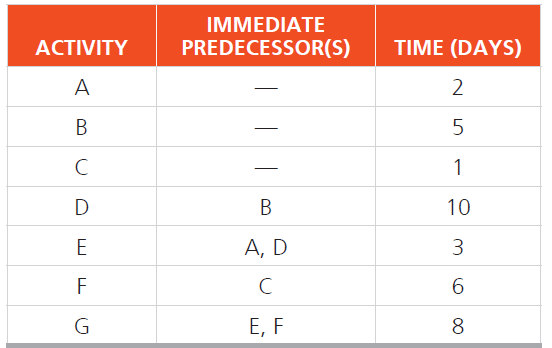 ACTIVITY IMMEDIATE PREDECESSOR(S) TIME (DAYS)
A — 2
B — 5
C — 1
D B 10
E A, D 3
F C 6
G E, F 8